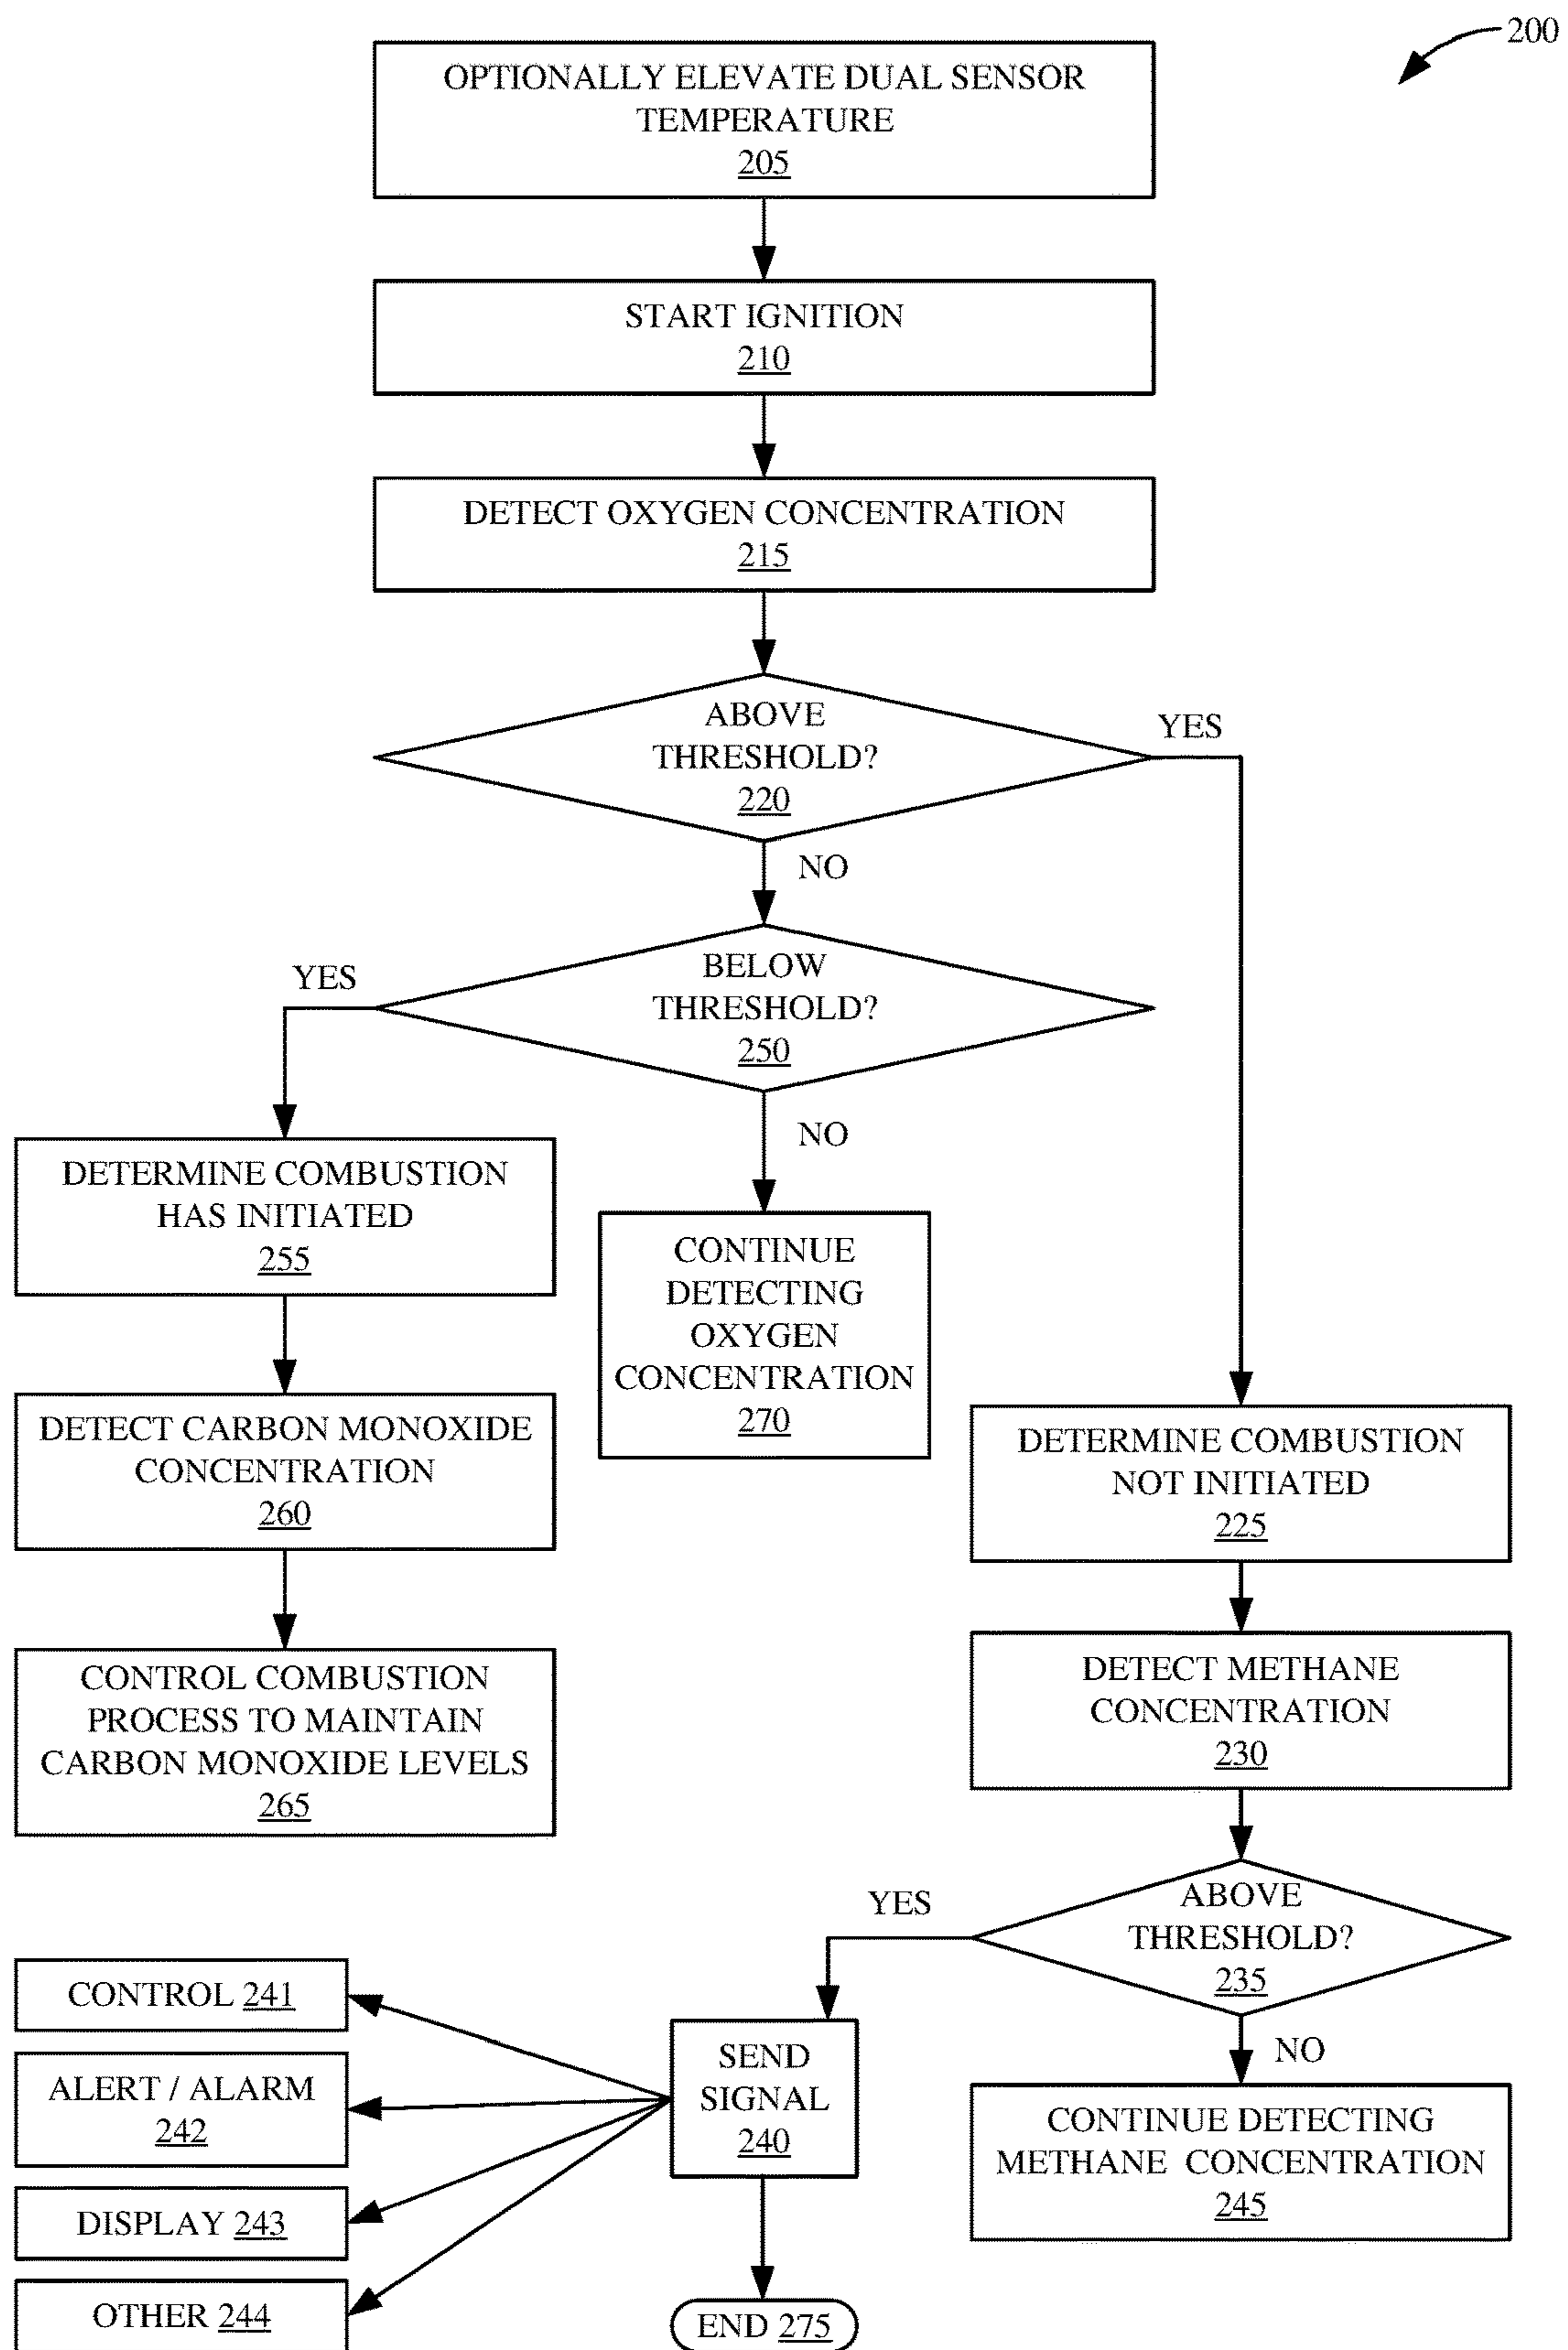 200
OPTIONALLY ELEVATE DUAL SENSOR
TEMPERATURE
205
START IGNITION
210
DETECT OXYGEN CONCENTRATION
215
ABOVE
THRESHOLD?
220
YES
NO
BELOW
THRESHOLD?
250
YES
NO
DETERMINE COMBUSTION
HAS INITIATED
255
CONTINUE
DETECTING
OXYGEN
CONCENTRATION
270
DETECT CARBON MONOXIDE
CONCENTRATION
260
DETERMINE COMBUSTION
NOT INITIATED
225
CONTROL COMBUSTION
PROCESS TO MAINTAIN
CARBON MONOXIDE LEVELS
265
DETECT METHANE
CONCENTRATION
230
ABOVE
THRESHOLD?
235
YES
NO
SEND
SIGNAL
240
CONTROL 241
ALERT / ALARM
242
DISPLAY 243
OTHER 244
CONTINUE DETECTING
METHANE CONCENTRATION
245
END 275